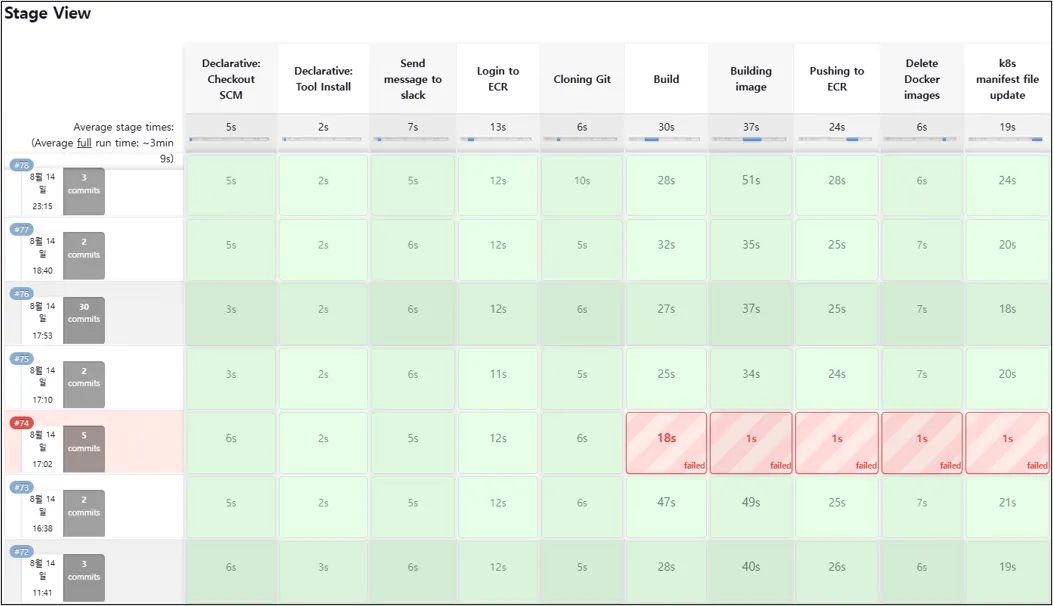 Stage View
Declarative: Checkout SCM
Declarative: Tool Install
Send message to slack
Login to ECR
Cloning Git
Build
Building image
Pushing to ECR
Delete Docker images
k8s manifest file update
Average stage times:
(Average full run time: ~3min 9s)
5s 2s 7s 13s 6s 30s 37s 24s 6s 19s
#78
8월 14일 23:15
3 commits
5s 2s 5s 12s 10s 28s 51s 28s 6s 24s
#77
8월 14일 18:40
2 commits
5s 2s 6s 12s 5s 32s 35s 25s 7s 20s
#76
8월 14일 17:53
30 commits
3s 2s 6s 12s 6s 27s 37s 25s 7s 18s
#75
8월 14일 17:10
2 commits
3s 2s 6s 11s 5s 25s 34s 24s 7s 20s
#74
8월 14일 17:02
5 commits
6s 2s 5s 12s 6s 18s 1s 1s 1s 1s
failed failed failed failed failed
#73
8월 14일 16:38
2 commits
5s 2s 5s 12s 6s 47s 49s 25s 7s 21s
#72
8월 14일 11:41
3 commits
6s 3s 6s 12s 5s 28s 40s 26s 6s 19s